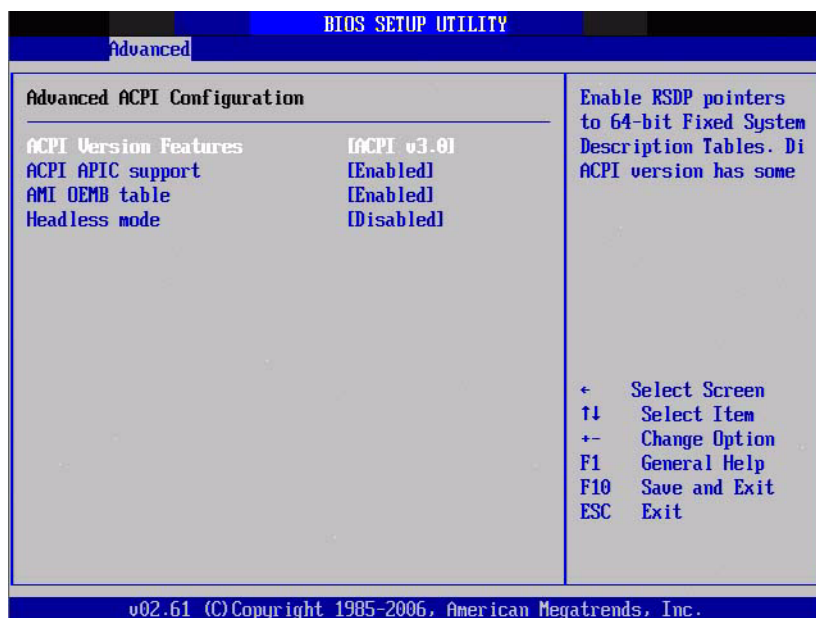 BIOS SETUP UTILITY
Advanced
Advanced ACPI Configuration
ACPI Version Features [ACPI v3.0]
ACPI APIC support [Enabled]
AMI OEMB table [Enabled]
Headless mode [Disabled]
Enable RSDP pointers
to 64-bit Fixed System
Description Tables. Di
ACPI version has some
← Select Screen
↑↓ Select Item
+- Change Option
F1 General Help
F10 Save and Exit
ESC Exit
v02.61 (C)Copyright 1985-2006, American Megatrends, Inc.